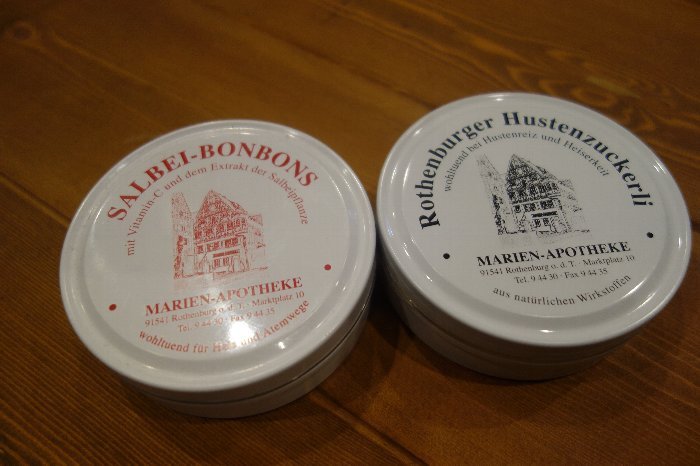 SALBEI-BONBONS
mit Vitamin-C und dem Extrakt der Salbeipflanze
MARIEN-APOTHEKE
91541 Rothenburg o. d. T. · Marktplatz 10
Tel. 9 44 30 · Fax 9 44 35
wohltuend für Hals und Atemwege
Rothenburger Hustenzuckerli
wohltuend bei Hustenreiz und Heiserkeit
MARIEN-APOTHEKE
91541 Rothenburg o. d. T. · Marktplatz 10
Tel. 9 44 30 · Fax 9 44 35
aus natürlichen Wirkstoffen